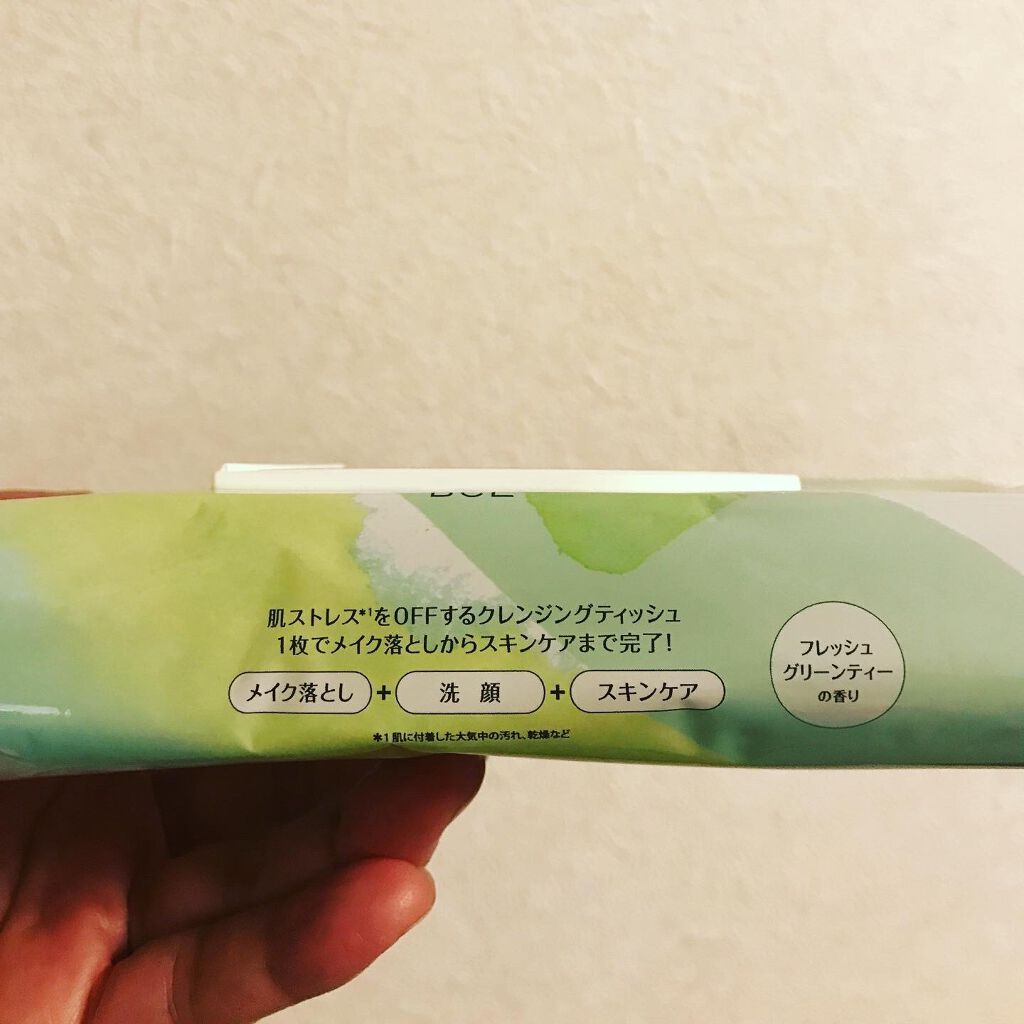 肌ストレス*1をOFFするクレンジングティッシュ
1枚でメイク落としからスキンケアまで完了!
メイク落とし + 洗 顔 + スキンケア
*1 肌に付着した大気中の汚れ、乾燥など
フレッシュ
グリーンティー
の香り